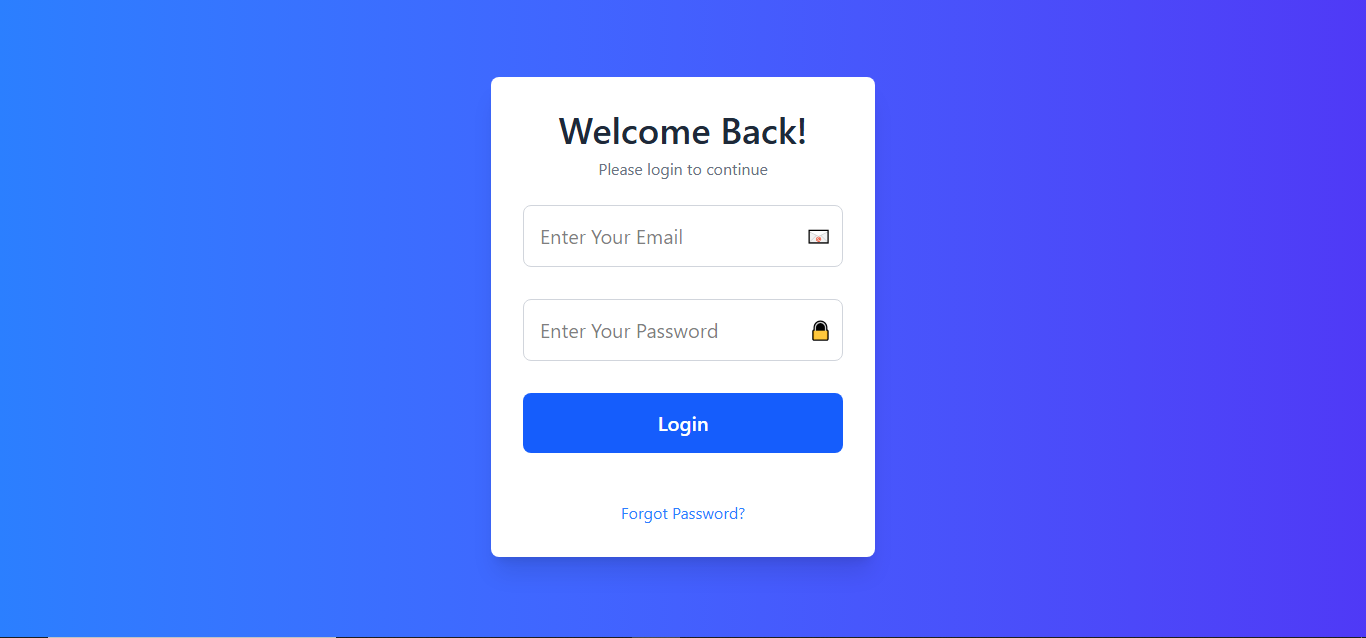 Welcome Back!
Please login to continue
Enter Your Email
Enter Your Password
Login
Forgot Password?